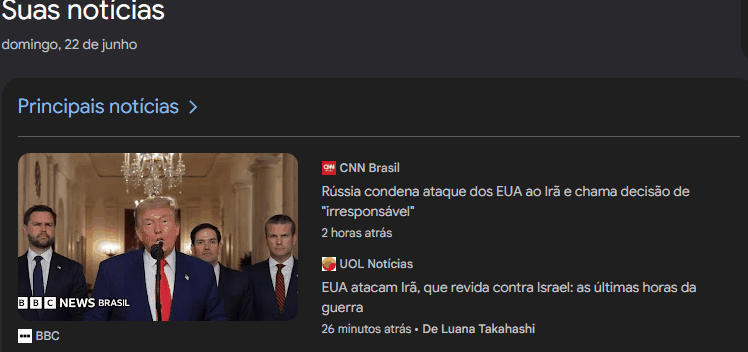 Suas notícias
domingo, 22 de junho
Principais notícias
BBC NEWS BRASIL
BBC
CNN
CNN Brasil
Rússia condena ataque dos EUA ao Irã e chama decisão de
"irresponsável"
2 horas atrás
UOL Notícias
EUA atacam Irã, que revida contra Israel: as últimas horas da
guerra
26 minutos atrás • De Luana Takahashi